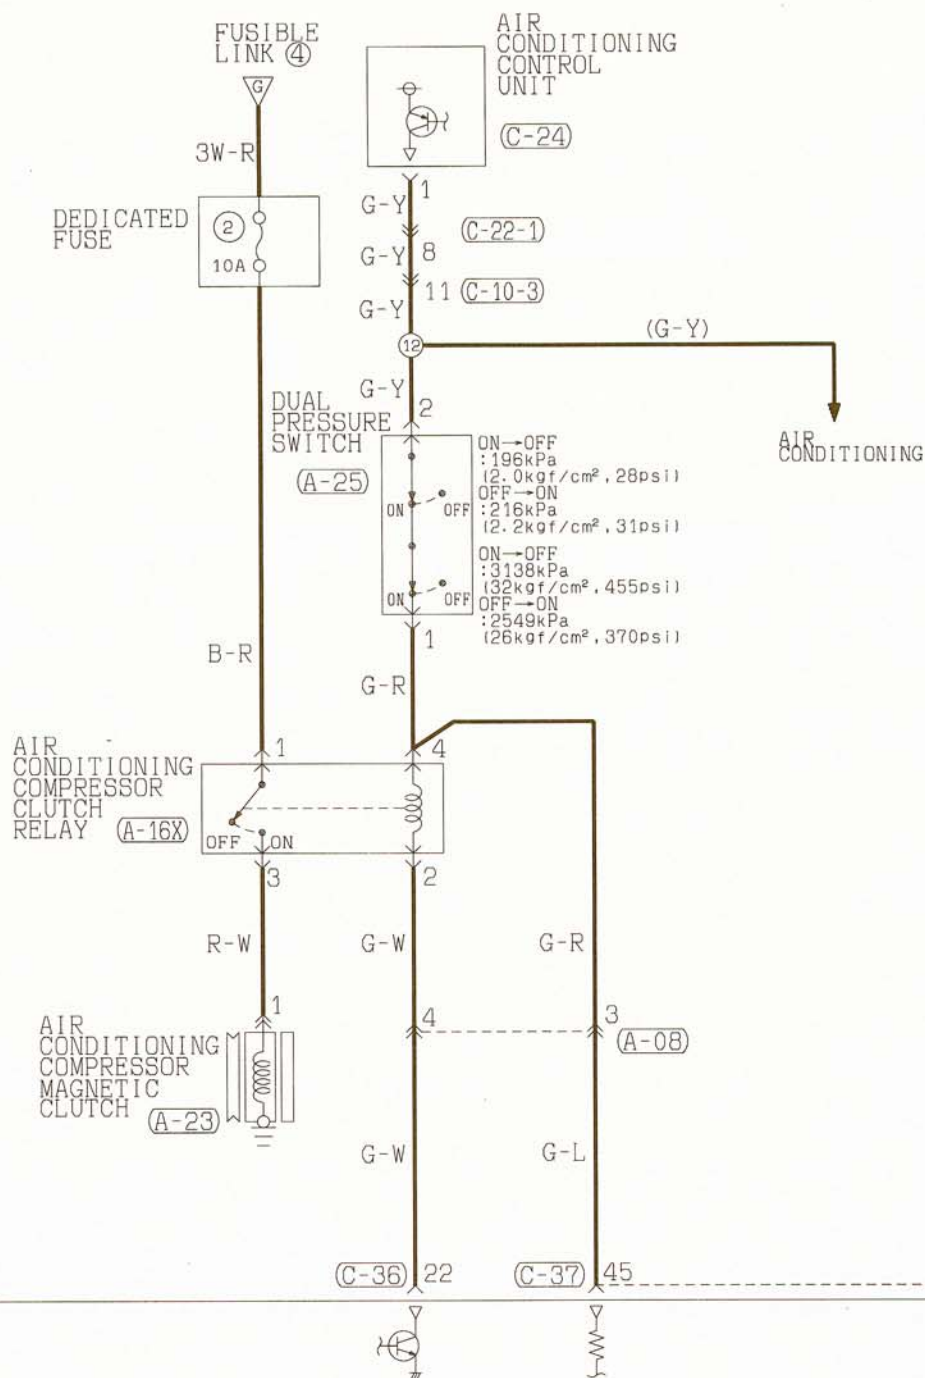 FUSIBLE
LINK ④
G
3W-R
DEDICATED
FUSE
②
10A
AIR
CONDITIONING
CONTROL
UNIT
C-24
1
G-Y
C-22-1
G-Y 8
11 C-10-3
G-Y
12
(G-Y)
G-Y
2
AIR
CONDITIONING
DUAL
PRESSURE
SWITCH
A-25
ON OFF
ON OFF
ON→OFF
:196kPa
(2.0kgf/cm²,28psi)
OFF→ON
:216kPa
(2.2kgf/cm²,31psi)
ON→OFF
:3138kPa
(32kgf/cm²,455psi)
OFF→ON
:2549kPa
(26kgf/cm²,370psi)
1
B-R
G-R
1
4
AIR
CONDITIONING
COMPRESSOR
CLUTCH
RELAY A-16X
OFF ON
3
2
R-W
G-W
G-R
1
4
3
A-08
AIR
CONDITIONING
COMPRESSOR
MAGNETIC
CLUTCH
A-23
G-W
G-L
C-36 22
C-37 45